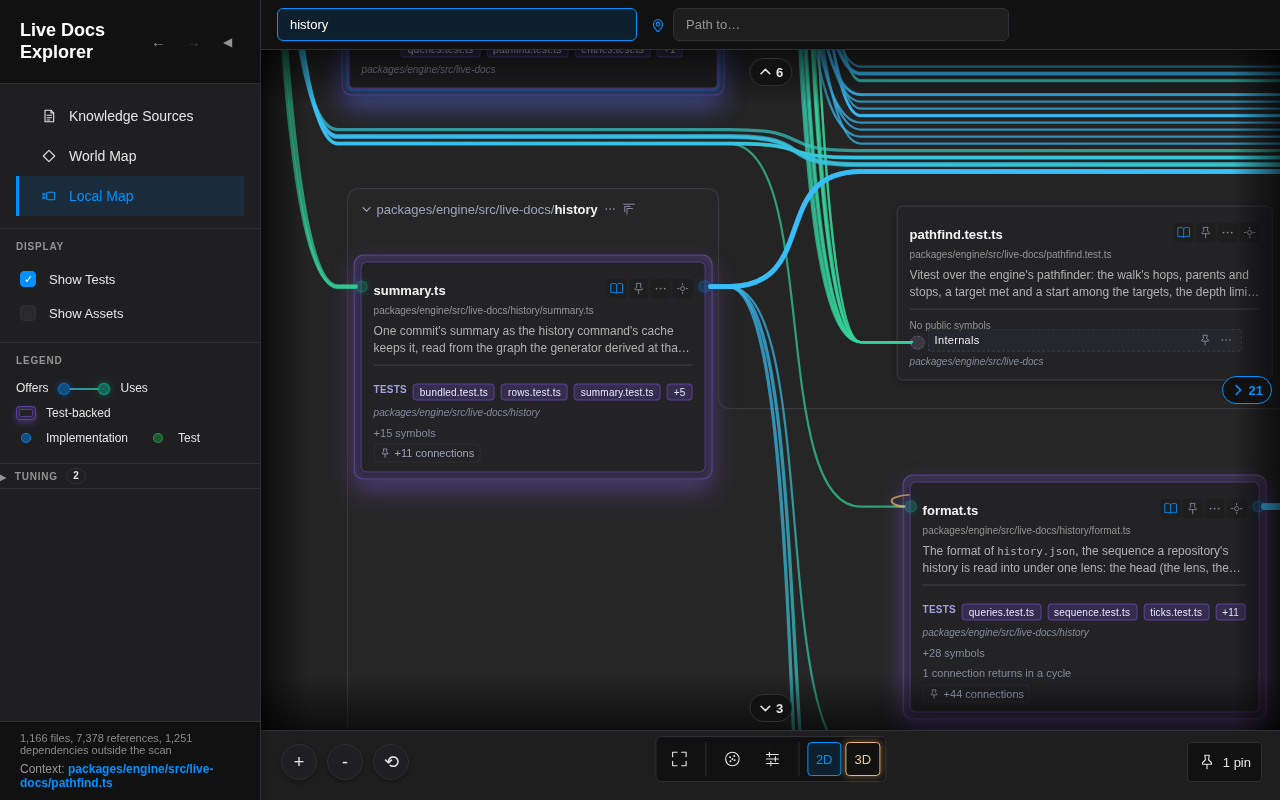 Live Docs
Explorer
← → ◀
Knowledge Sources
World Map
Local Map
DISPLAY
Show Tests
Show Assets
LEGEND
Offers Uses
Test-backed
Implementation Test
TUNING 2
1,166 files, 7,378 references, 1,251
dependencies outside the scan
Context: packages/engine/src/live-
docs/pathfind.ts
history
Path to…
queries.test.ts pathfind.test.ts entries.test.ts +1
packages/engine/src/live-docs
6
packages/engine/src/live-docs/history ···
summary.ts
packages/engine/src/live-docs/history/summary.ts
One commit's summary as the history command's cache
keeps it, read from the graph the generator derived at tha…
TESTS bundled.test.ts rows.test.ts summary.test.ts +5
packages/engine/src/live-docs/history
+15 symbols
+11 connections
pathfind.test.ts
packages/engine/src/live-docs/pathfind.test.ts
Vitest over the engine's pathfinder: the walk's hops, parents and
stops, a target met and a start among the targets, the depth limi…
No public symbols
Internals
packages/engine/src/live-docs
21
format.ts
packages/engine/src/live-docs/history/format.ts
The format of history.json, the sequence a repository's
history is read into under one lens: the head (the lens, the…
TESTS queries.test.ts sequence.test.ts ticks.test.ts +11
packages/engine/src/live-docs/history
+28 symbols
1 connection returns in a cycle
+44 connections
3
+ - ⟲
2D 3D
1 pin